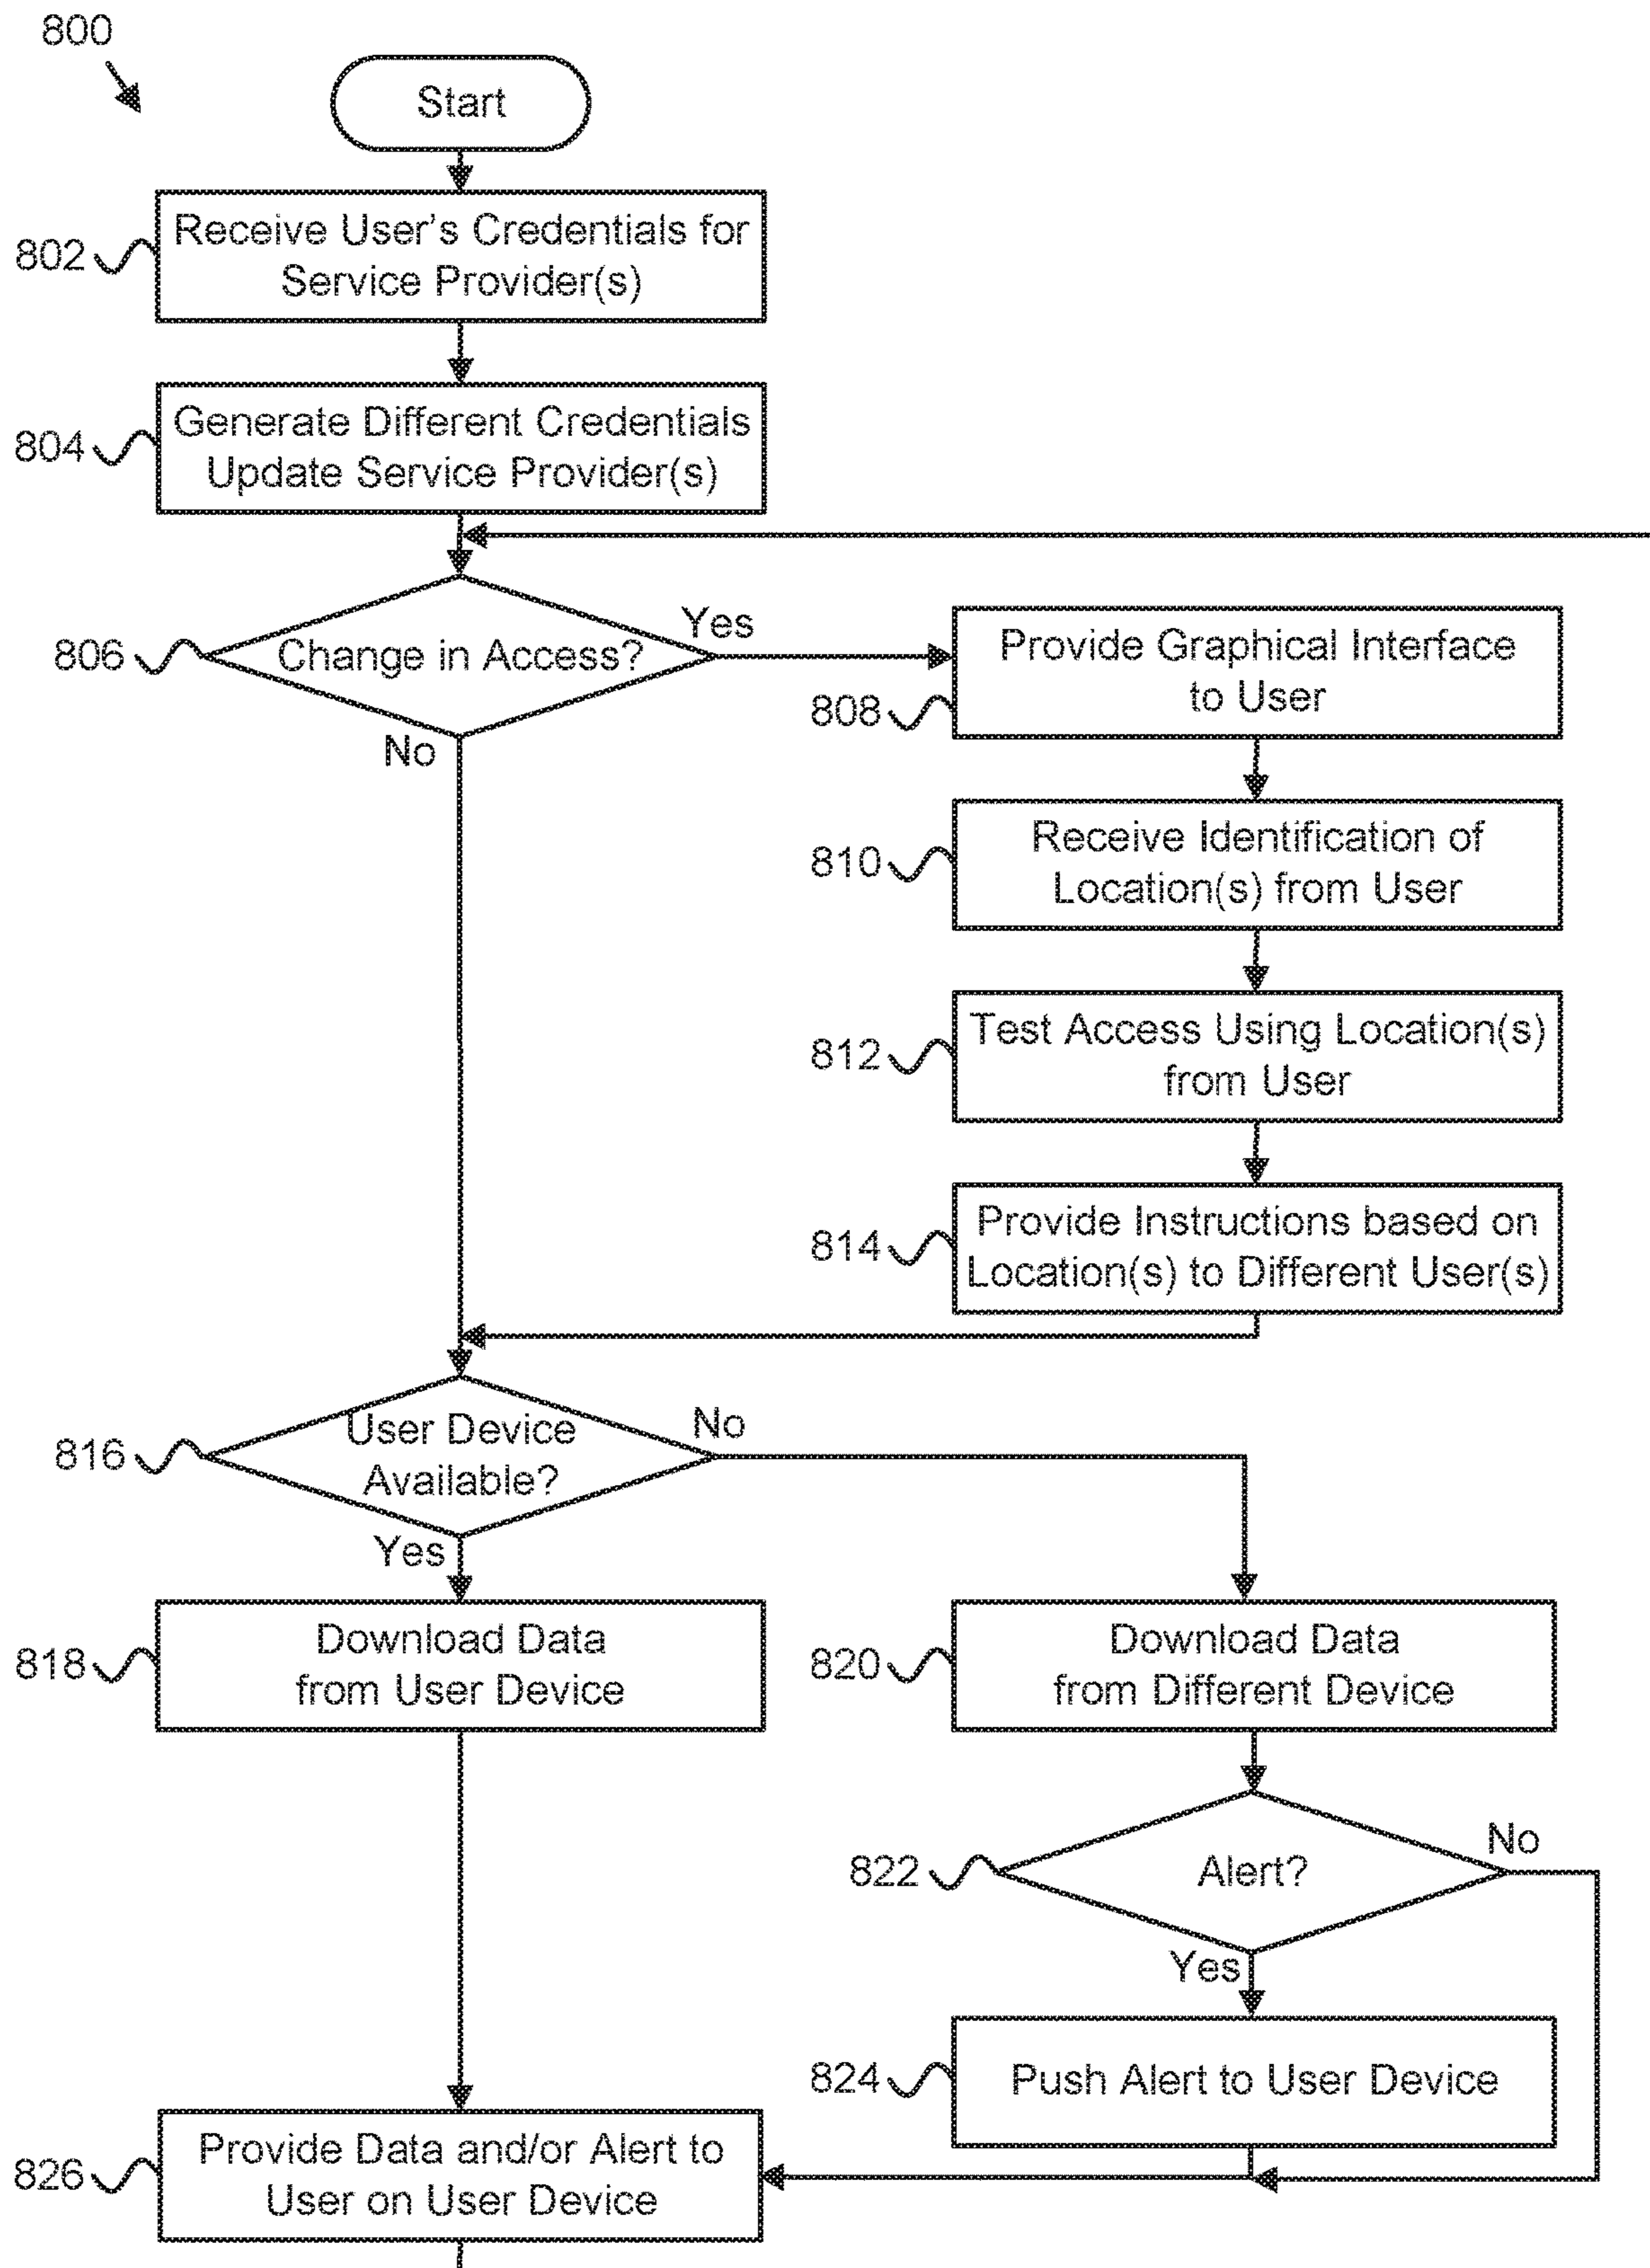 800
Start
802
Receive User's Credentials for
Service Provider(s)
804
Generate Different Credentials
Update Service Provider(s)
806
Change in Access?
Yes
No
Provide Graphical Interface
to User
808
810
Receive Identification of
Location(s) from User
812
Test Access Using Location(s)
from User
814
Provide Instructions based on
Location(s) to Different User(s)
816
User Device
Available?
No
Yes
818
Download Data
from User Device
820
Download Data
from Different Device
822
Alert?
No
Yes
824
Push Alert to User Device
826
Provide Data and/or Alert to
User on User Device